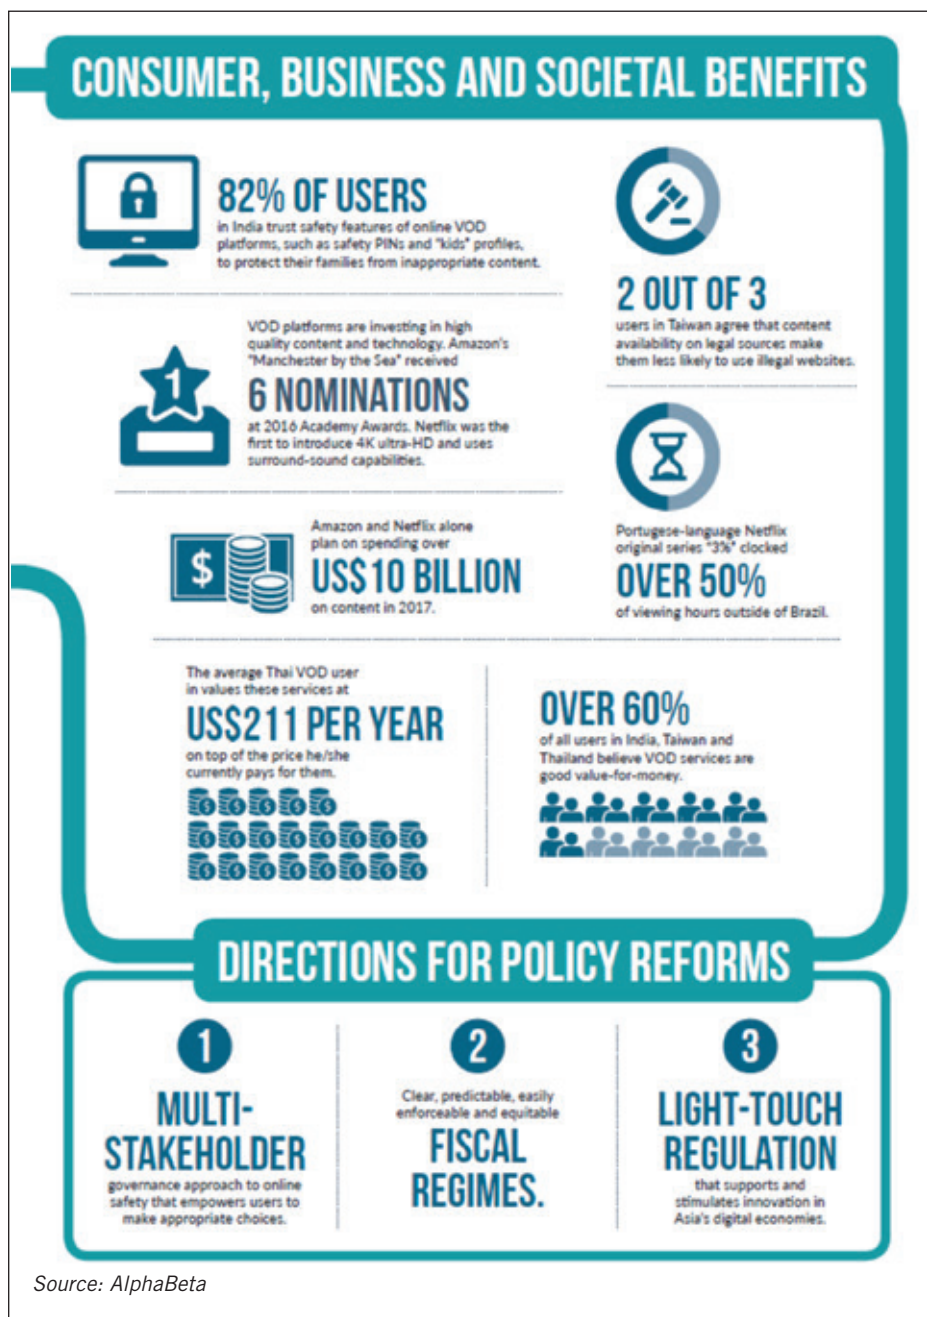 CONSUMER, BUSINESS AND SOCIETAL BENEFITS
82% OF USERS
in India trust safety features of online VOD
platforms, such as safety PINs and "kids" profiles,
to protect their families from inappropriate content.
2 OUT OF 3
users in Taiwan agree that content
availability on legal sources make
them less likely to use illegal websites.
VOD platforms are investing in high
quality content and technology. Amazon's
"Manchester by the Sea" received
1
6 NOMINATIONS
at 2016 Academy Awards. Netflix was the
first to introduce 4K ultra-HD and uses
surround-sound capabilities.
Amazon and Netflix alone
plan on spending over
$
US$10 BILLION
on content in 2017.
Portugese-language Netflix
original series "3%" clocked
OVER 50%
of viewing hours outside of Brazil.
The average Thai VOD user
in values these services at
US$211 PER YEAR
on top of the price he/she
currently pays for them.
OVER 60%
of all users in India, Taiwan and
Thailand believe VOD services are
good value-for-money.
DIRECTIONS FOR POLICY REFORMS
1
MULTI-
STAKEHOLDER
governance approach to online
safety that empowers users to
make appropriate choices.
2
Clear, predictable, easily
enforceable and equitable
FISCAL
REGIMES.
3
LIGHT-TOUCH
REGULATION
that supports and
stimulates innovation in
Asia's digital economies.
Source: AlphaBeta